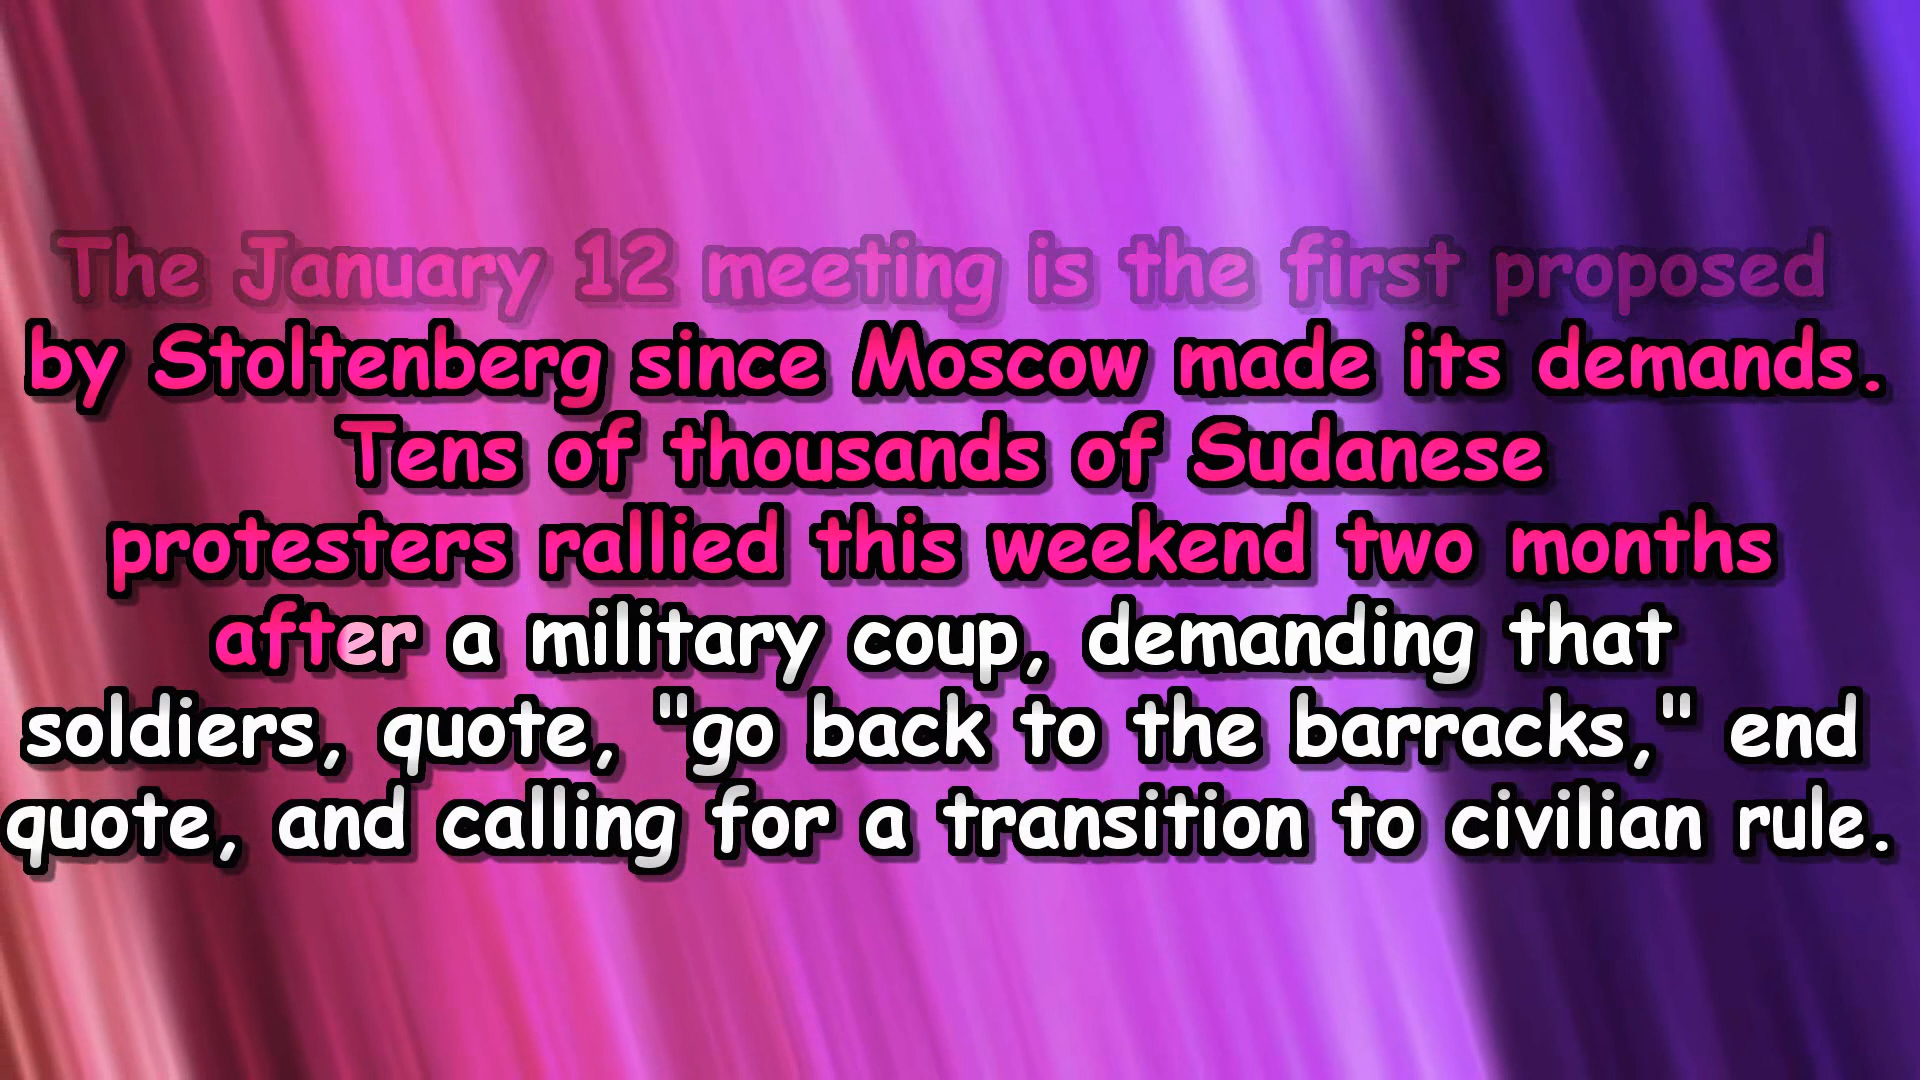 The January 12 meeting is the first proposed
by Stoltenberg since Moscow made its demands.
Tens of thousands of Sudanese
protesters rallied this weekend two months
after a military coup, demanding that
soldiers, quote, "go back to the barracks," end
quote, and calling for a transition to civilian rule.